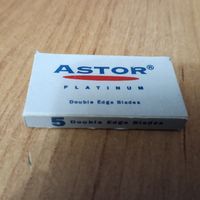 ASTOR®
PLATINUM
Double Edge Blades
5 Double Edge Blades